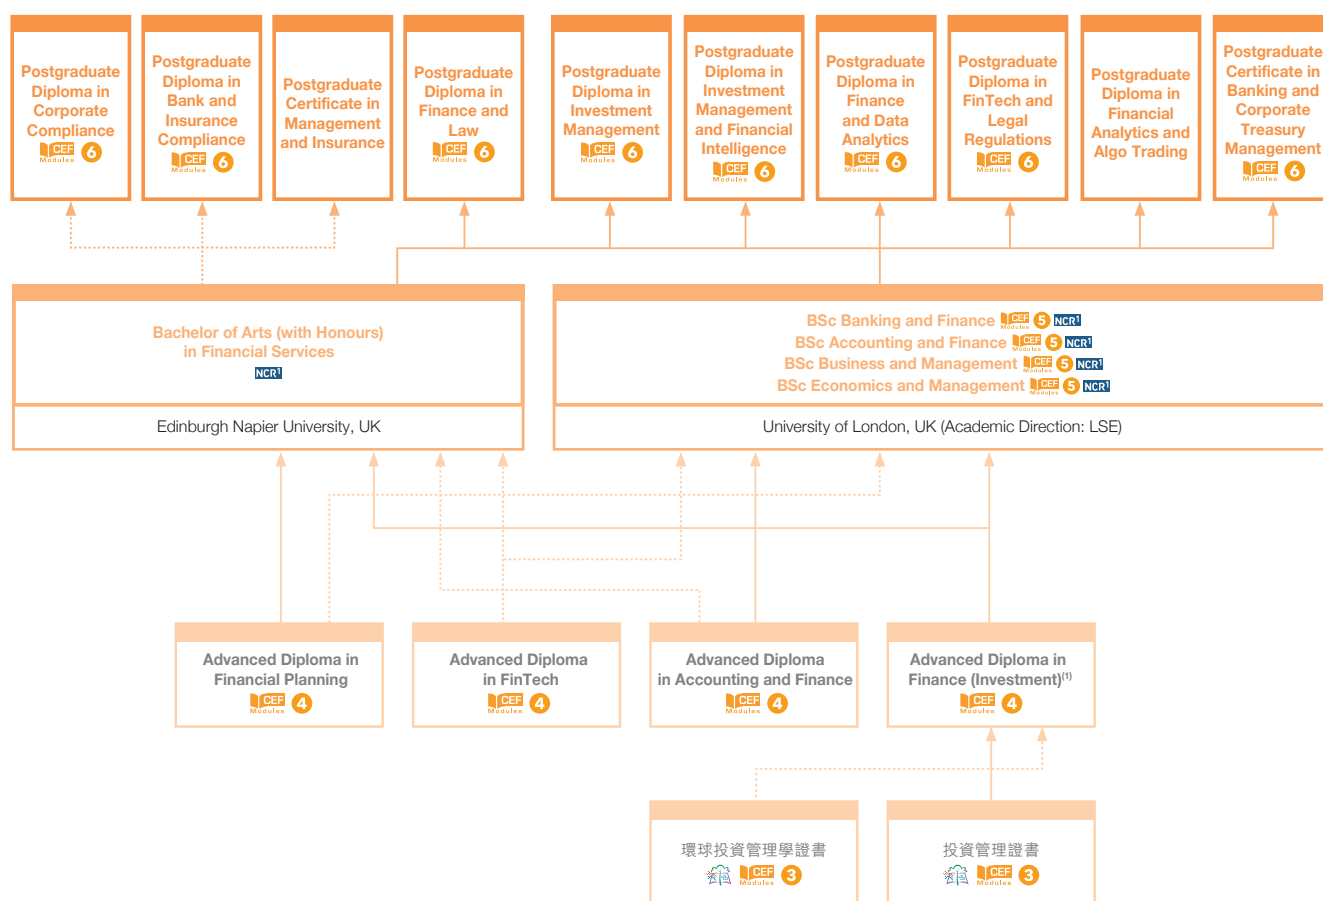 Postgraduate
Diploma in
Corporate
Compliance
CEF
Modules
6
Postgraduate
Diploma in
Bank and
Insurance
Compliance
CEF
Modules
6
Postgraduate
Certificate in
Management
and Insurance
Postgraduate
Diploma in
Finance and
Law
CEF
Modules
6
Postgraduate
Diploma in
Investment
Management
CEF
Modules
6
Postgraduate
Diploma in
Investment
Management
and Financial
Intelligence
CEF
Modules
6
Postgraduate
Diploma in
Finance
and Data
Analytics
CEF
Modules
6
Postgraduate
Diploma in
FinTech and
Legal
Regulations
CEF
Modules
6
Postgraduate
Diploma in
Financial
Analytics and
Algo Trading
Postgraduate
Certificate in
Banking and
Corporate
Treasury
Management
CEF
Modules
6
Bachelor of Arts (with Honours)
in Financial Services
NCR1
Edinburgh Napier University, UK
BSc Banking and Finance CEF Modules 5 NCR1
BSc Accounting and Finance CEF Modules 5 NCR1
BSc Business and Management CEF Modules 5 NCR1
BSc Economics and Management CEF Modules 5 NCR1
University of London, UK (Academic Direction: LSE)
Advanced Diploma in
Financial Planning
CEF
Modules
4
Advanced Diploma
in FinTech
CEF
Modules
4
Advanced Diploma
in Accounting and Finance
CEF
Modules
4
Advanced Diploma in
Finance (Investment)(1)
CEF
Modules
4
環球投資管理學證書
CEF
Modules
3
投資管理證書
CEF
Modules
3